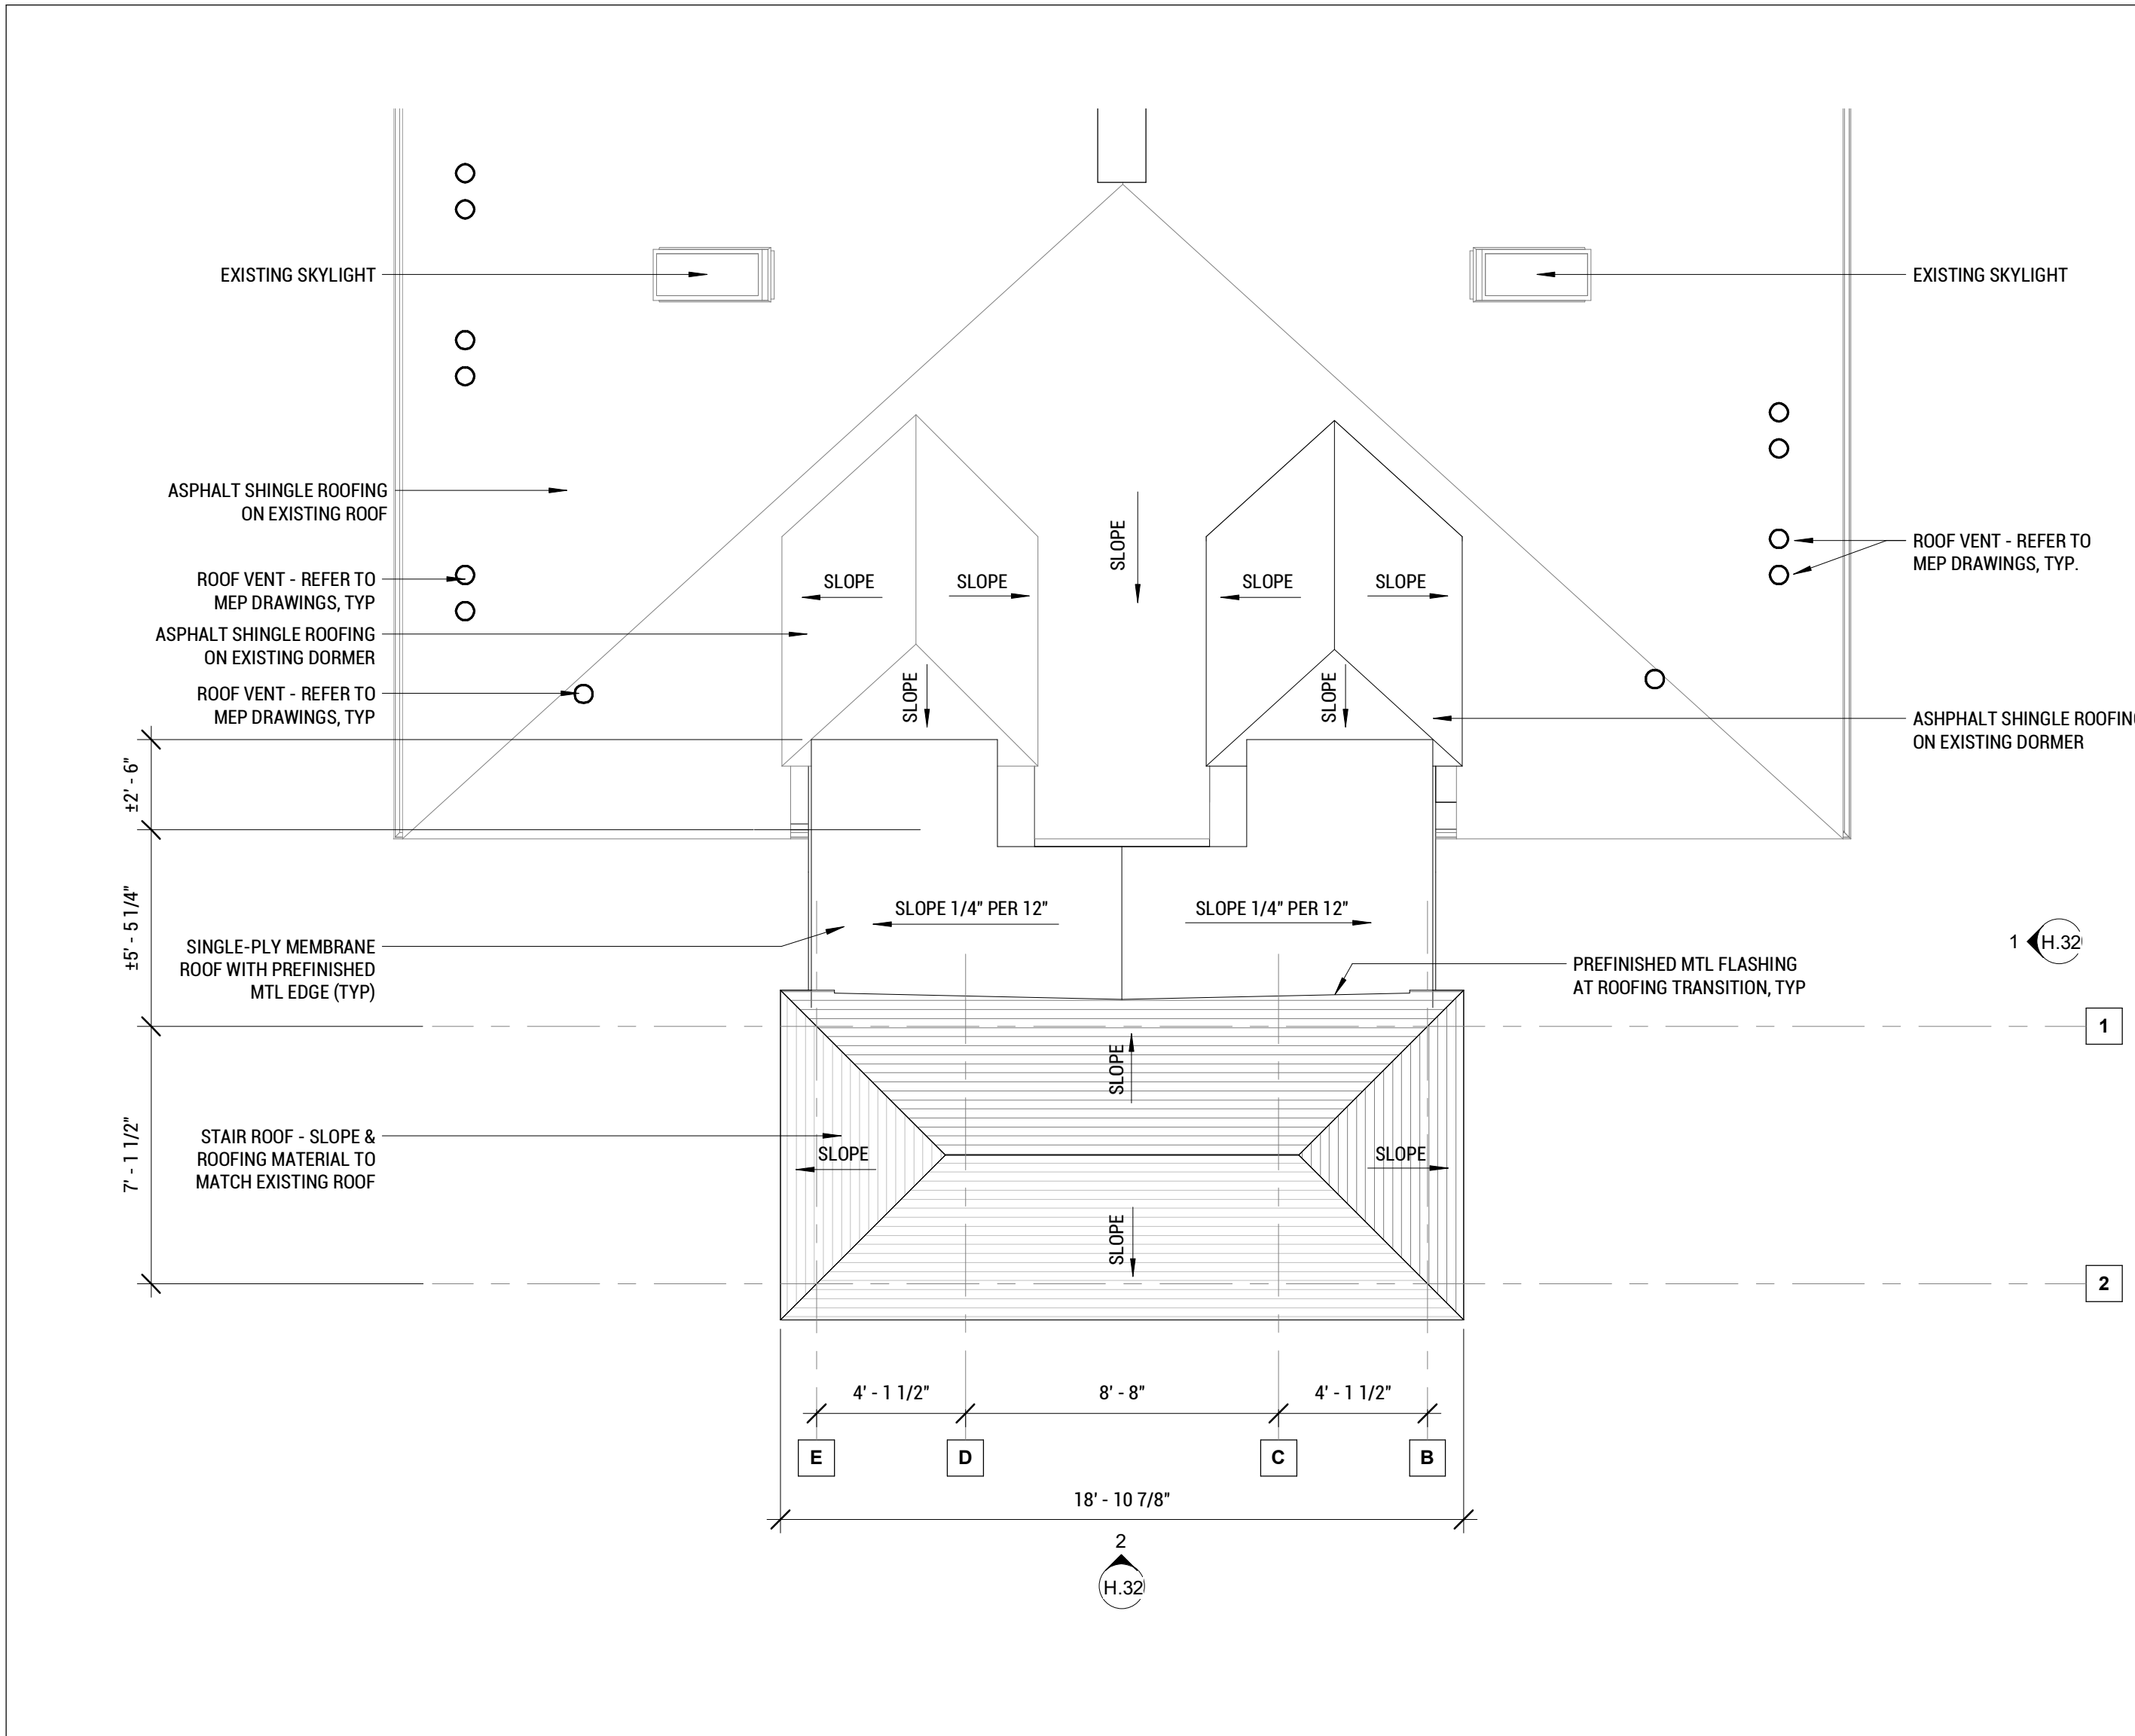 EXISTING SKYLIGHT
EXISTING SKYLIGHT
ASPHALT SHINGLE ROOFING
ON EXISTING ROOF
SLOPE
ROOF VENT - REFER TO
MEP DRAWINGS, TYP.
ROOF VENT - REFER TO
MEP DRAWINGS, TYP
SLOPE
SLOPE
SLOPE
SLOPE
ASPHALT SHINGLE ROOFING
ON EXISTING DORMER
ROOF VENT - REFER TO
MEP DRAWINGS, TYP
SLOPE
SLOPE
ASHPHALT SHINGLE ROOFING
ON EXISTING DORMER
±2' - 6"
±5' - 5 1/4"
SLOPE 1/4" PER 12"
SLOPE 1/4" PER 12"
SINGLE-PLY MEMBRANE
ROOF WITH PREFINISHED
MTL EDGE (TYP)
1
H.32
PREFINISHED MTL FLASHING
AT ROOFING TRANSITION, TYP
1
SLOPE
7' - 1 1/2"
STAIR ROOF - SLOPE &
ROOFING MATERIAL TO
MATCH EXISTING ROOF
SLOPE
SLOPE
SLOPE
2
4' - 1 1/2"
8' - 8"
4' - 1 1/2"
E
D
C
B
18' - 10 7/8"
2
H.32